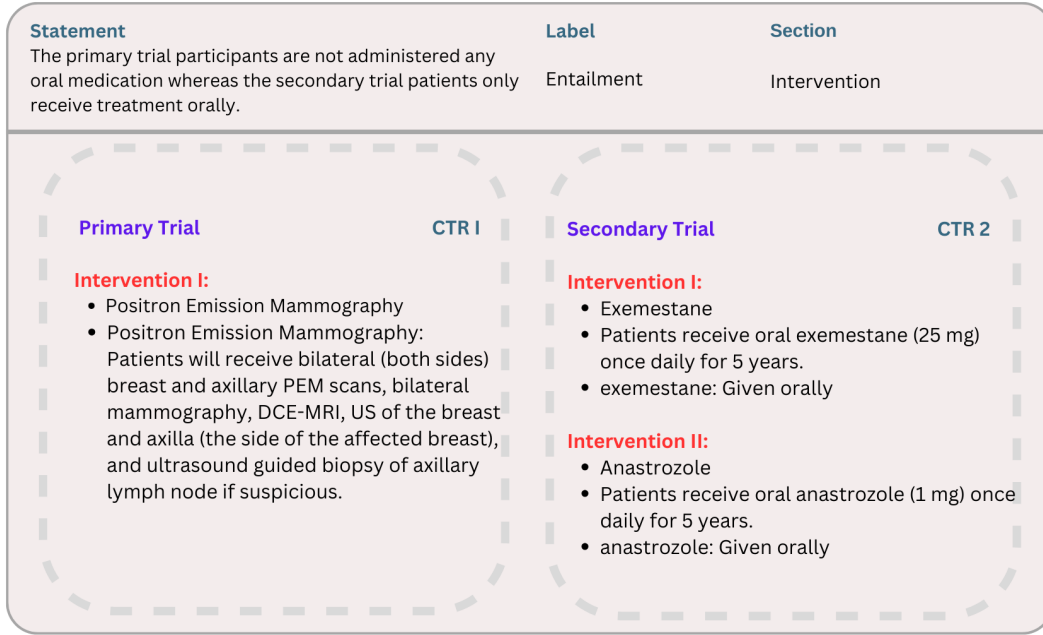 Statement
The primary trial participants are not administered any
oral medication whereas the secondary trial patients only
receive treatment orally.
Label
Entailment
Section
Intervention
Primary Trial
CTR I
Intervention I:
• Positron Emission Mammography
• Positron Emission Mammography:
Patients will receive bilateral (both sides)
breast and axillary PEM scans, bilateral
mammography, DCE-MRI, US of the breast
and axilla (the side of the affected breast),
and ultrasound guided biopsy of axillary
lymph node if suspicious.
Secondary Trial
CTR 2
Intervention I:
• Exemestane
• Patients receive oral exemestane (25 mg)
once daily for 5 years.
• exemestane: Given orally
Intervention II:
• Anastrozole
• Patients receive oral anastrozole (1 mg) once
daily for 5 years.
• anastrozole: Given orally